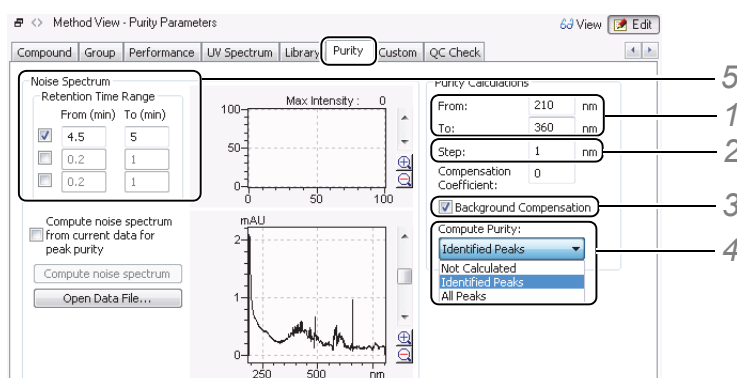 Method View - Purity Parameters
View
Edit
Compound Group Performance UV Spectrum Library Purity Custom QC Check
Noise Spectrum
Retention Time Range
From (min) To (min)
4.5 5
0.2 1
0.2 1
Compute noise spectrum
from current data for
peak purity
Compute noise spectrum
Open Data File...
Max Intensity : 0
100
50
0
0 50 100
mAU
2
1
0
250 500 nm
Purity Calculations
From: 210 nm
To: 360 nm
Step: 1 nm
Compensation
Coefficient: 0
Background Compensation
Compute Purity:
Identified Peaks
Not Calculated
Identified Peaks
All Peaks
5
1
2
3
4